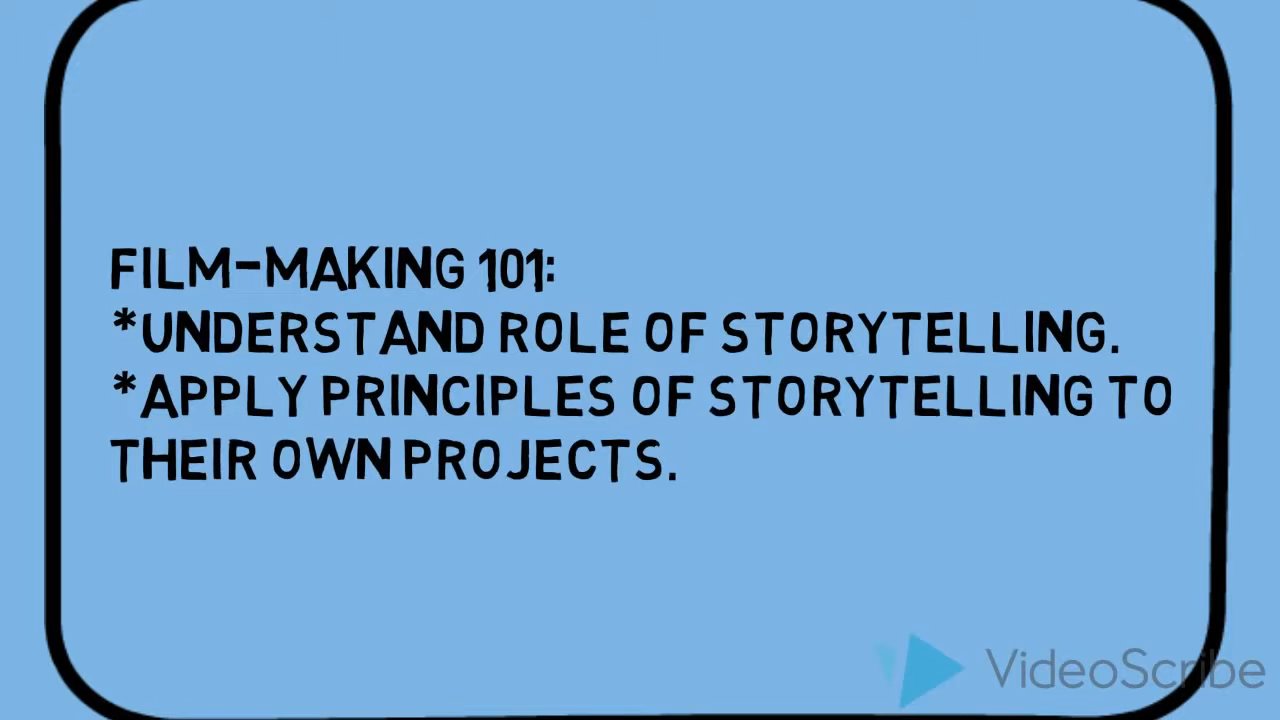 FILM-MAKING 101:
*UNDERSTAND ROLE OF STORYTELLING.
*APPLY PRINCIPLES OF STORYTELLING TO
THEIR OWN PROJECTS.
VideoScribe